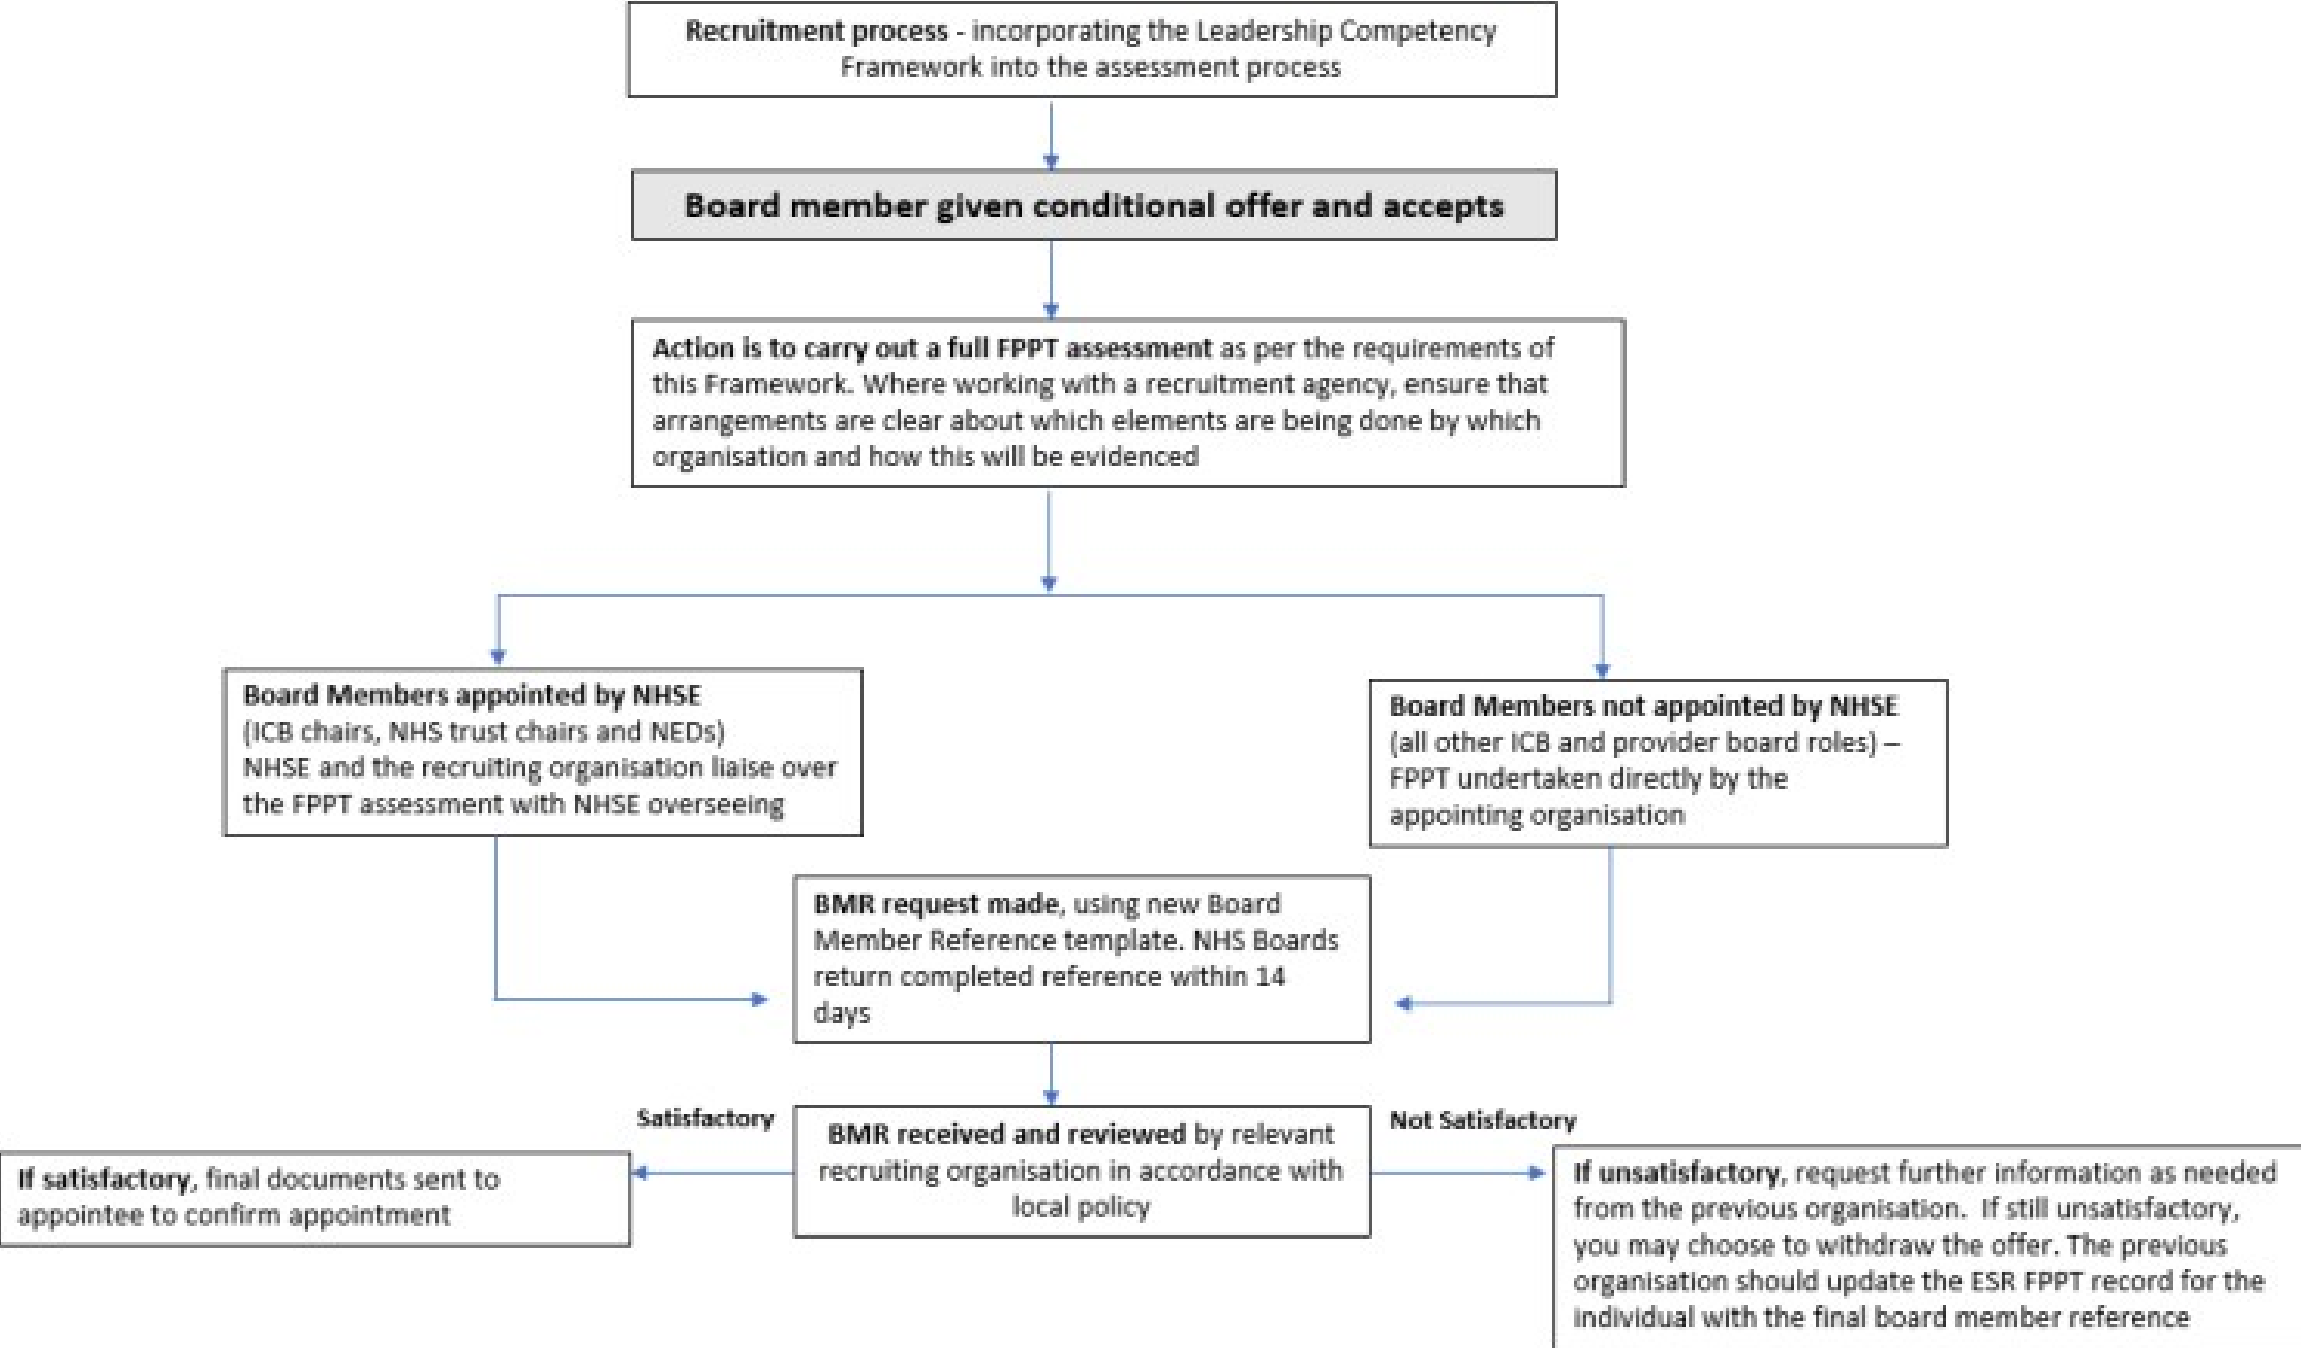 Recruitment process - incorporating the Leadership Competency
Framework into the assessment process
Board member given conditional offer and accepts
Action is to carry out a full FPPT assessment as per the requirements of
this Framework. Where working with a recruitment agency, ensure that
arrangements are clear about which elements are being done by which
organisation and how this will be evidenced
Board Members appointed by NHSE
(ICB chairs, NHS trust chairs and NEDs)
NHSE and the recruiting organisation liaise over
the FPPT assessment with NHSE overseeing
Board Members not appointed by NHSE
(all other ICB and provider board roles) –
FPPT undertaken directly by the
appointing organisation
BMR request made, using new Board
Member Reference template. NHS Boards
return completed reference within 14
days
Satisfactory
BMR received and reviewed by relevant
recruiting organisation in accordance with
local policy
Not Satisfactory
If satisfactory, final documents sent to
appointee to confirm appointment
If unsatisfactory, request further information as needed
from the previous organisation.  If still unsatisfactory,
you may choose to withdraw the offer. The previous
organisation should update the ESR FPPT record for the
individual with the final board member reference